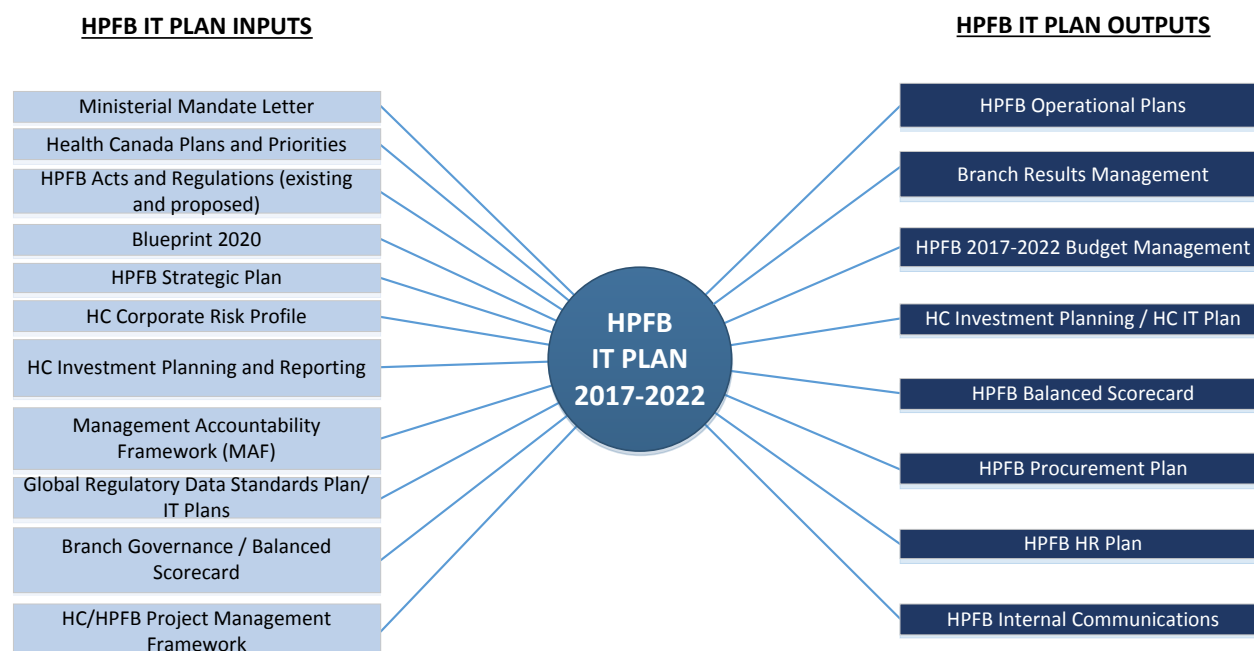 HPFB IT PLAN INPUTS
Ministerial Mandate Letter
Health Canada Plans and Priorities
HPFB Acts and Regulations (existing
and proposed)
Blueprint 2020
HPFB Strategic Plan
HC Corporate Risk Profile
HC Investment Planning and Reporting
Management Accountability
Framework (MAF)
Global Regulatory Data Standards Plan/
IT Plans
Branch Governance / Balanced
Scorecard
HC/HPFB Project Management
Framework
HPFB
IT PLAN
2017-2022
HPFB IT PLAN OUTPUTS
HPFB Operational Plans
Branch Results Management
HPFB 2017-2022 Budget Management
HC Investment Planning / HC IT Plan
HPFB Balanced Scorecard
HPFB Procurement Plan
HPFB HR Plan
HPFB Internal Communications